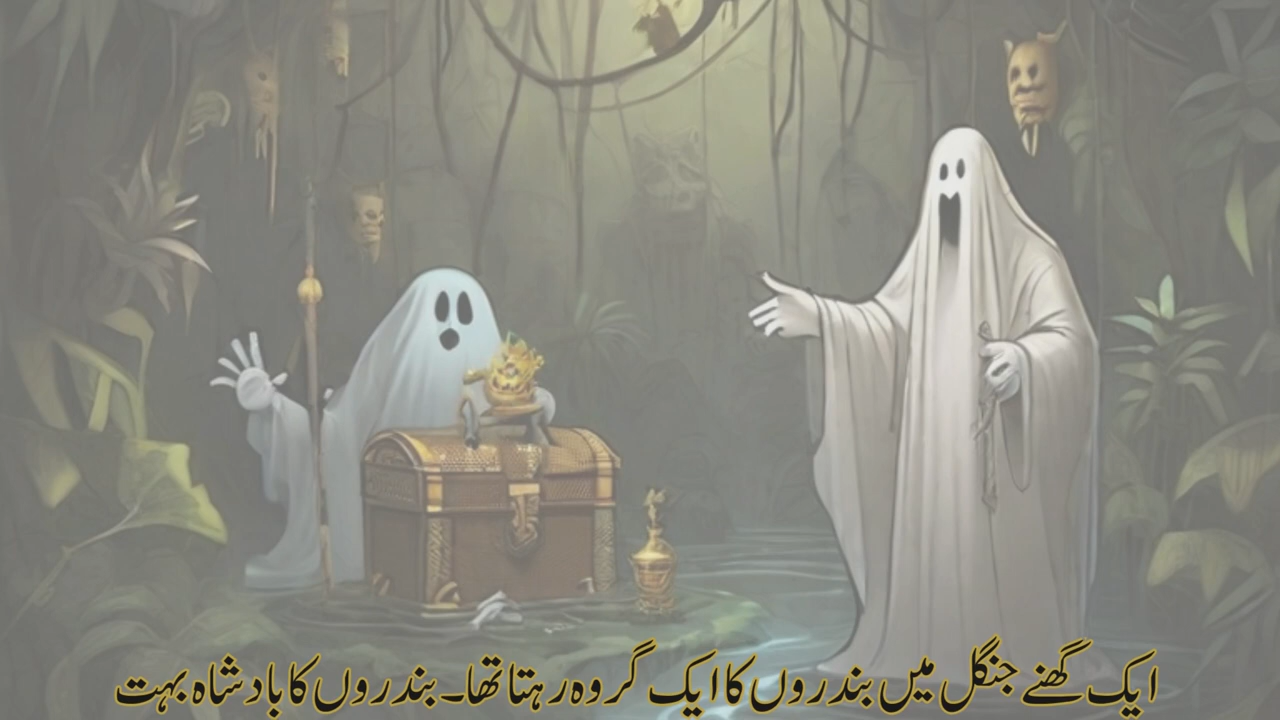 ایک گھنے جنگل میں بندروں کا ایک گروہ رہتا تھا۔ بندروں کا بادشاہ بہت